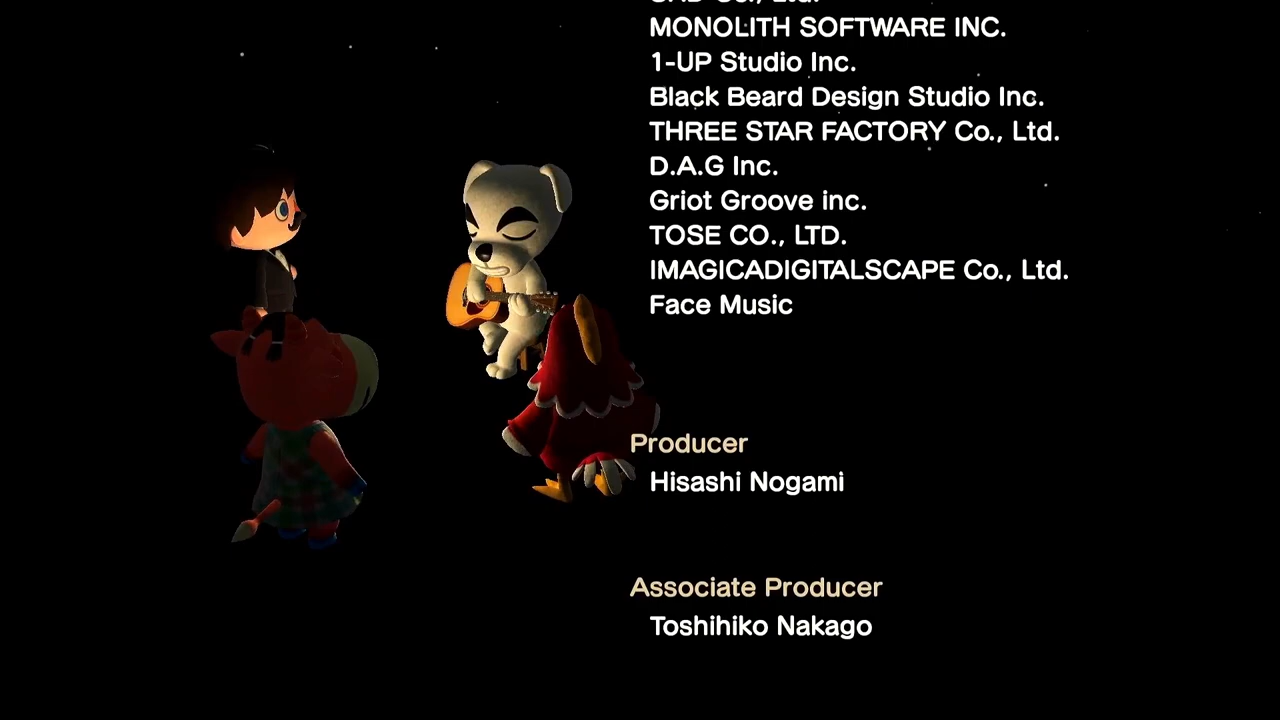 MONOLITH SOFTWARE INC.
1-UP Studio Inc.
Black Beard Design Studio Inc.
THREE STAR FACTORY Co., Ltd.
D.A.G Inc.
Griot Groove inc.
TOSE CO., LTD.
IMAGICADIGITALSCAPE Co., Ltd.
Face Music
Producer
Hisashi Nogami
Associate Producer
Toshihiko Nakago